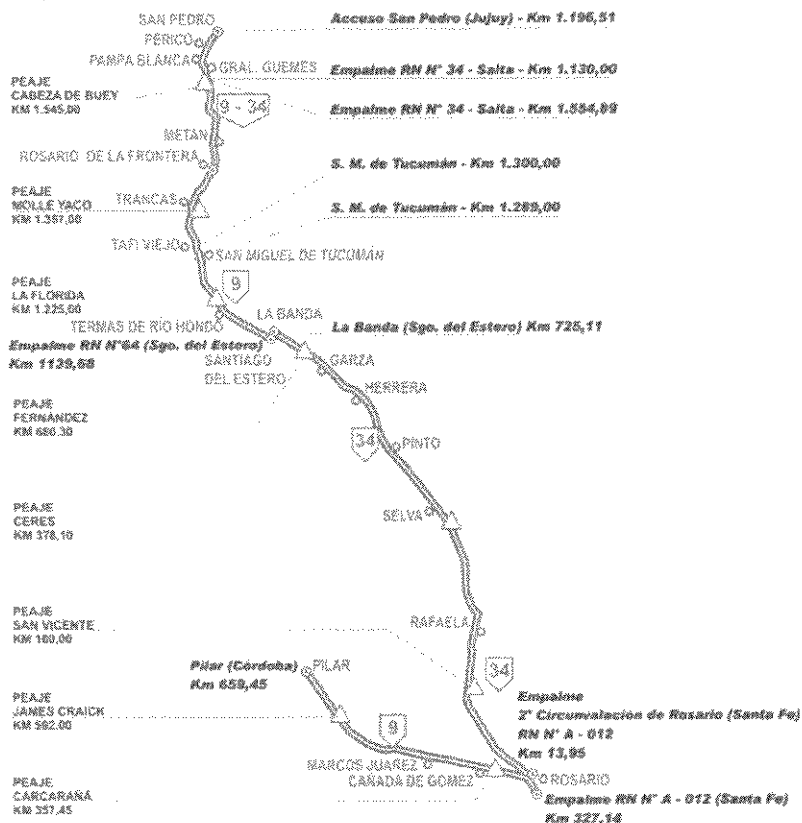 SAN PEDRO
Acceso San Pedro (Jujuy) - Km 1.196,51
PERICO
PAMPA BLANCA
GRAL. GUEMES
Empalme RN N° 34 - Salta - Km 1.130,00
PEAJE
CABEZA DE BUEY
KM 1.545,00
9 - 34
Empalme RN N° 34 - Salta - Km 1.554,89
METAN
ROSARIO DE LA FRONTERA
S. M. de Tucumán - Km 1.300,00
PEAJE
MOLLE YACO
KM 1.357,00
TRANCAS
S. M. de Tucumán - Km 1.289,00
TAFI VIEJO
SAN MIGUEL DE TUCUMÁN
PEAJE
LA FLORIDA
KM 1.225,00
9
LA BANDA
TERMAS DE RÍO HONDO
La Banda (Sgo. del Estero) Km 725,11
Empalme RN N°64 (Sgo. del Estero)
Km 1139,68
SANTIAGO
DEL ESTERO
GARZA
HERRERA
PEAJE
FERNANDEZ
KM 680,30
34
PINTO
PEAJE
CERES
KM 378,10
SELVA
PEAJE
SAN VICENTE
KM 160,00
RAFAELA
Pilar (Córdoba)
Km 659,45
PILAR
34
Empalme
2° Circunvalación de Rosario (Santa Fe)
RN N° A - 012
Km 13,95
PEAJE
JAMES CRAICK
KM 592,00
9
MARCOS JUAREZ
CAÑADA DE GOMEZ
ROSARIO
PEAJE
CARCARAÑÁ
KM 357,45
Empalme RN N° A - 012 (Santa Fe)
Km 327,14